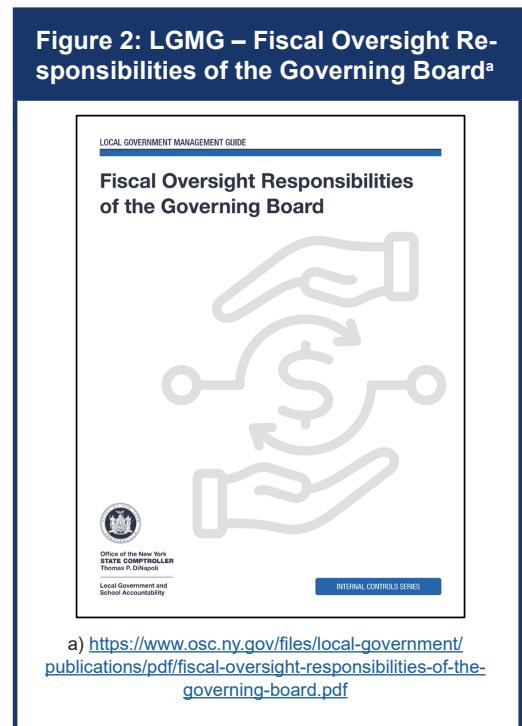 Figure 2: LGMG – Fiscal Oversight Re-
sponsibilities of the Governing Boardᵃ
LOCAL GOVERNMENT MANAGEMENT GUIDE
Fiscal Oversight Responsibilities
of the Governing Board
$
Office of the New York
STATE COMPTROLLER
Thomas P. DiNapoli
Local Government and
School Accountability
INTERNAL CONTROLS SERIES
a) https://www.osc.ny.gov/files/local-government/
publications/pdf/fiscal-oversight-responsibilities-of-the-
governing-board.pdf